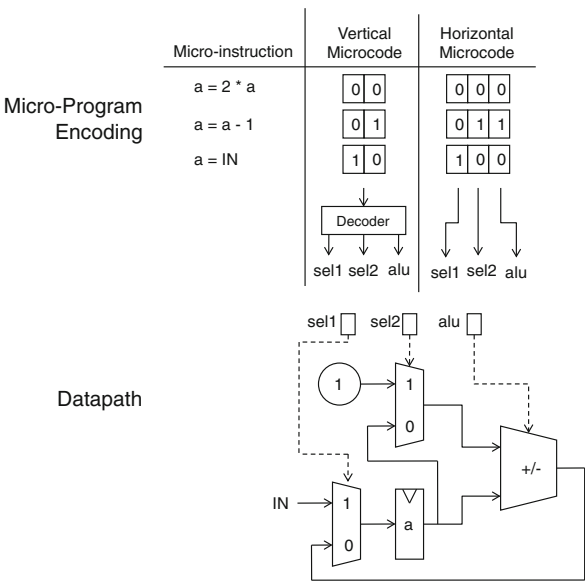 Vertical Horizontal
Micro-instruction Microcode Microcode
a = 2 * a 0 0 0 0 0
Micro-Program
Encoding
a = a - 1 0 1 0 1 1
a = IN 1 0 1 0 0
Decoder
sel1 sel2 alu sel1 sel2 alu
sel1 sel2 alu
Datapath
1 1
0
+/-
IN 1
a
0